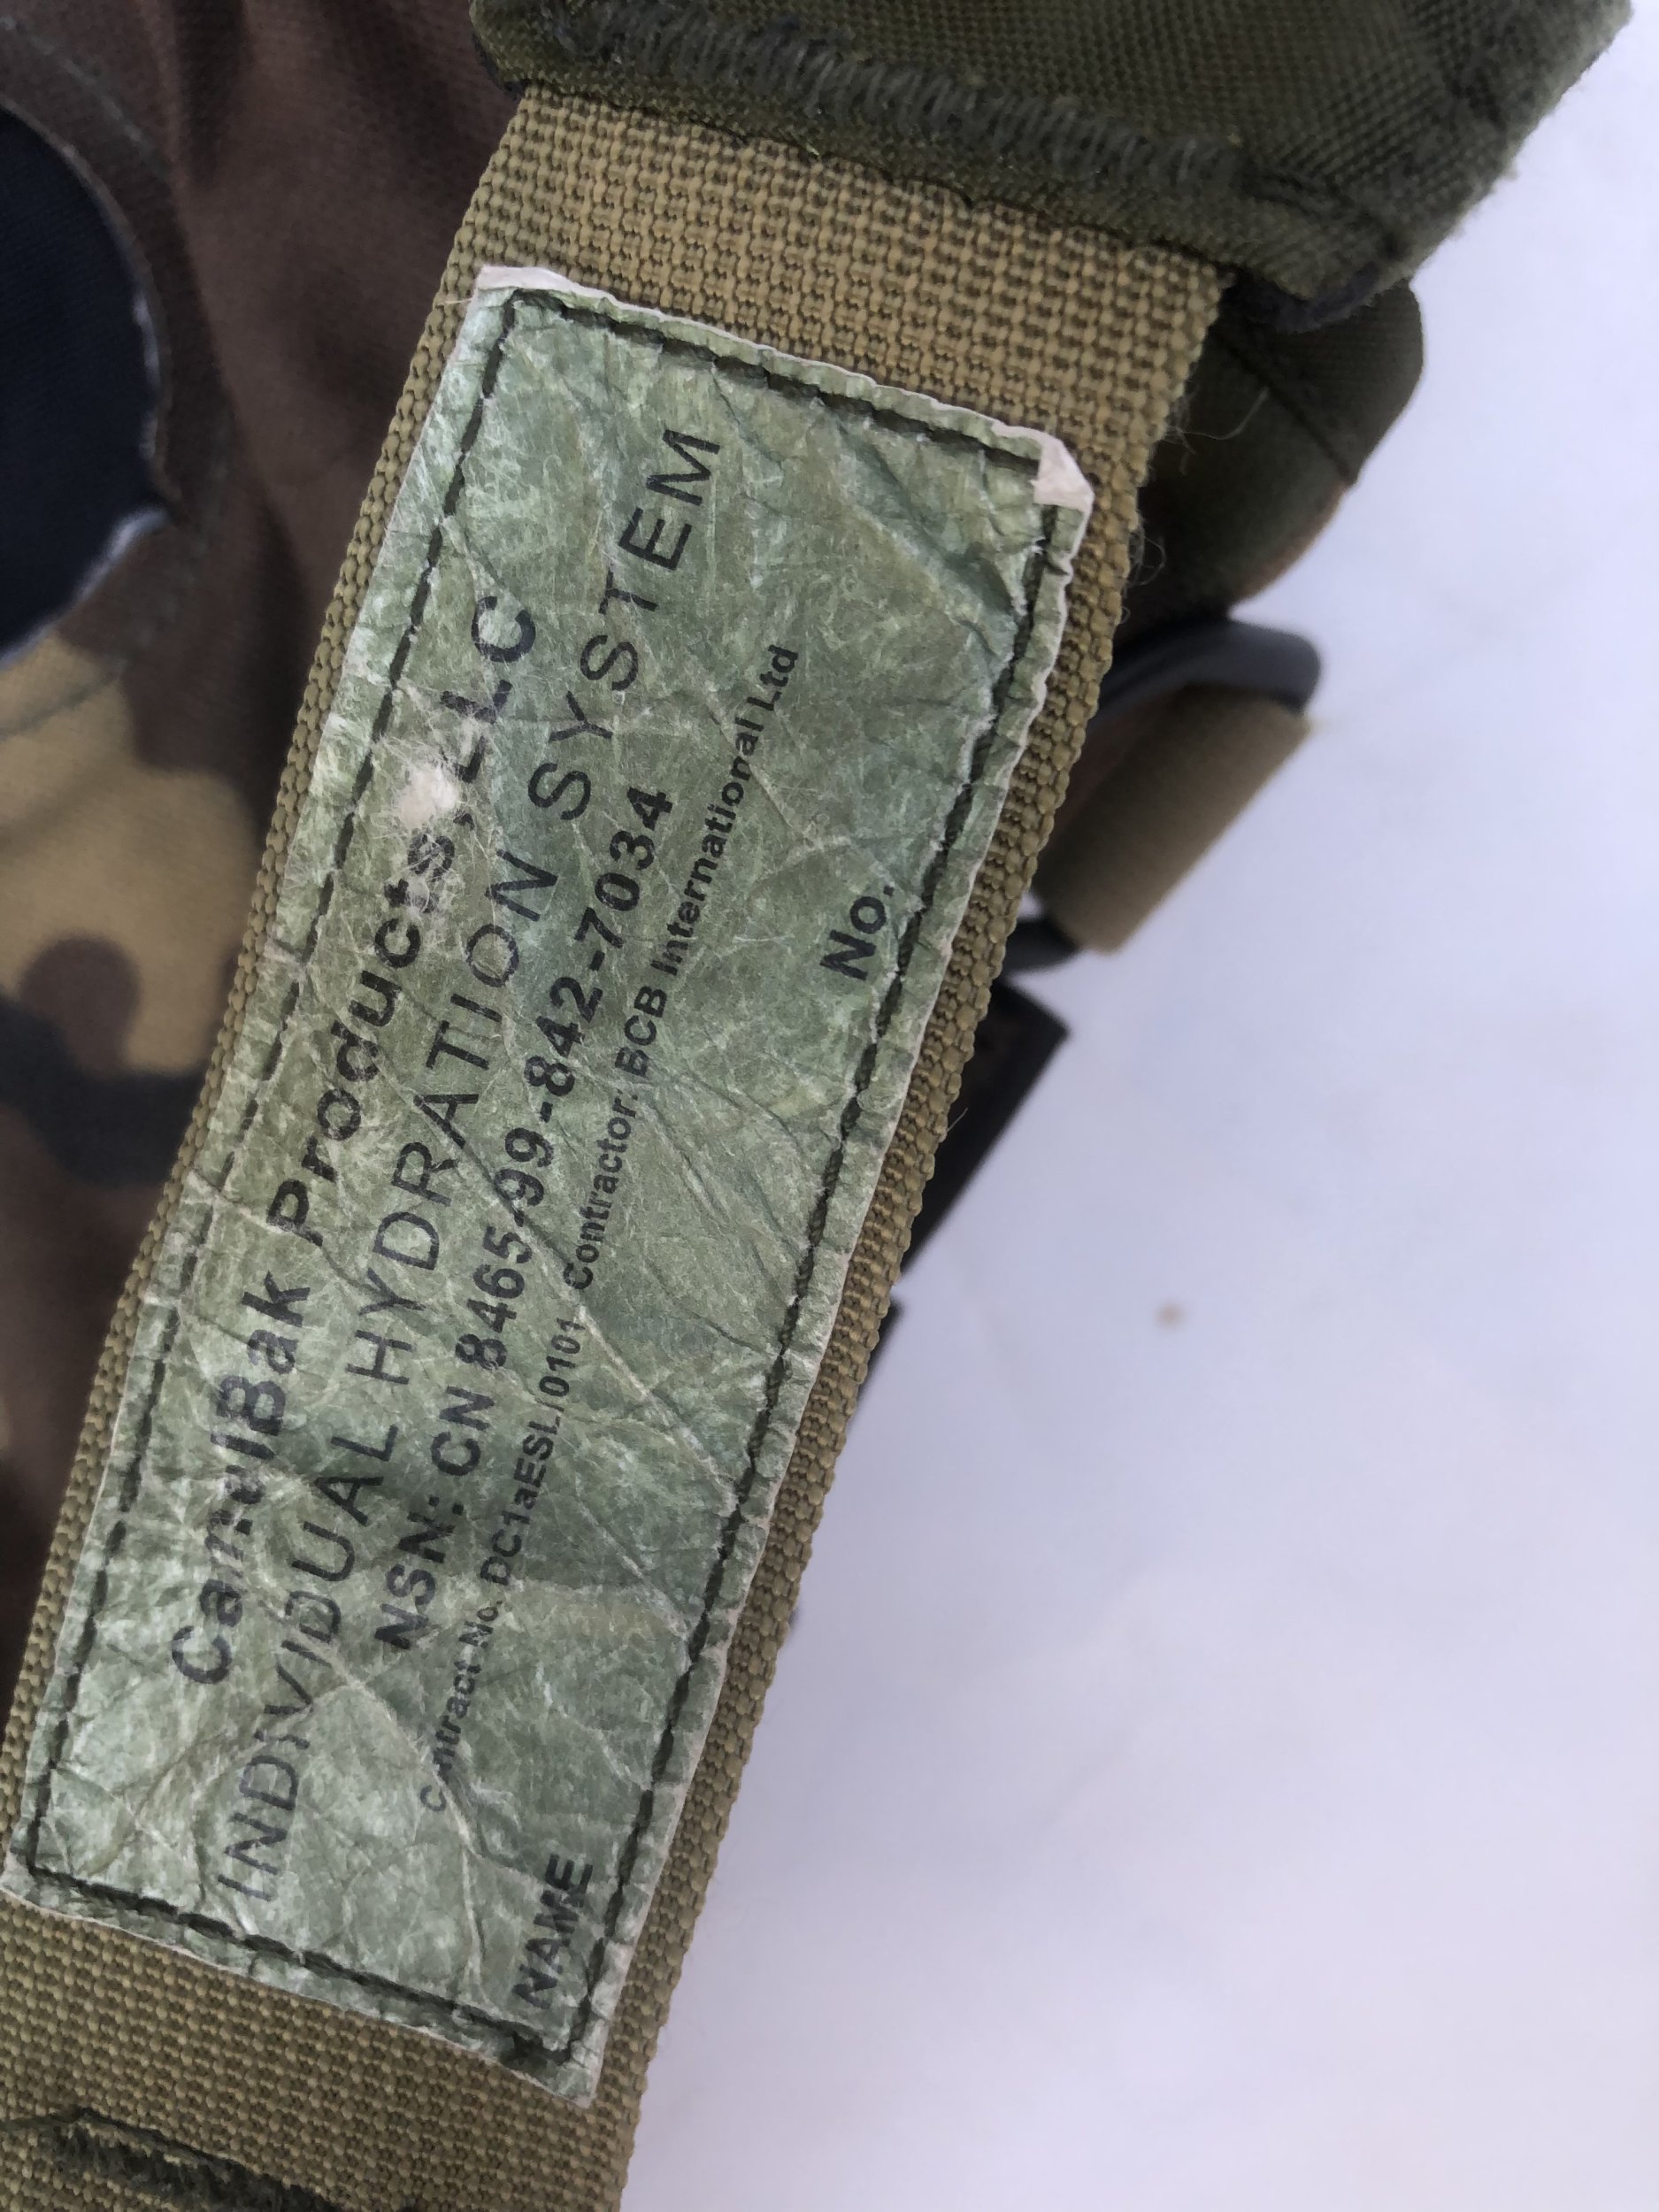 CamelBak Products, LLC
INDIVIDUAL HYDRATION SYSTEM
NSN: CN 8465-99-842-7034
Contract No. DC1aESL/0101 Contractor: BCB International Ltd
NAME No.